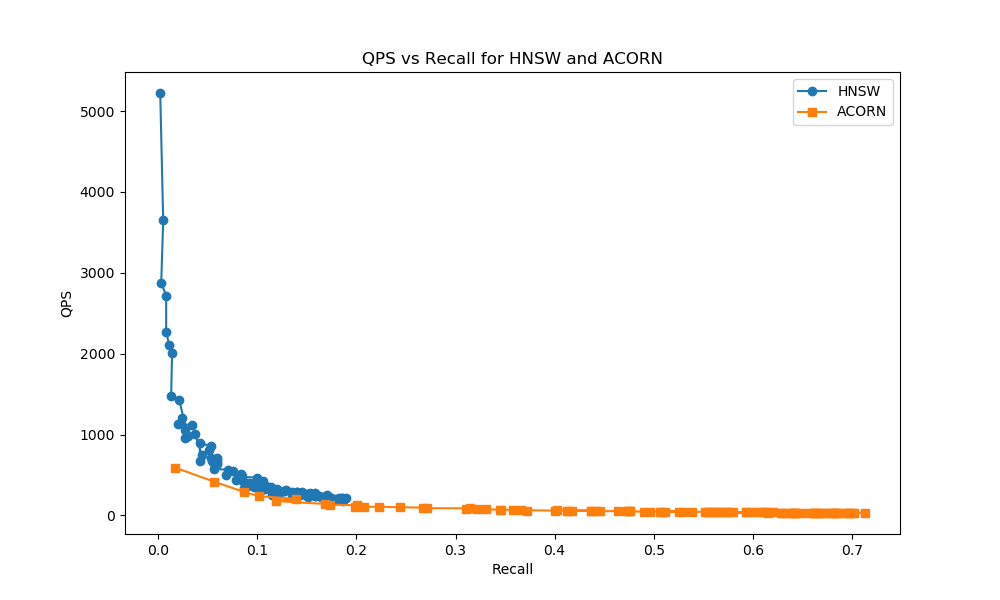 QPS vs Recall for HNSW and ACORN
HNSW
ACORN
5000
4000
3000
2000
1000
0
QPS
0.0 0.1 0.2 0.3 0.4 0.5 0.6 0.7
Recall